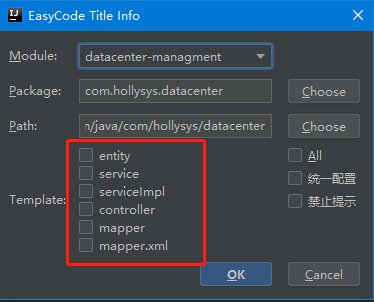 EasyCode Title Info
Module: datacenter-managment
Package: com.hollysys.datacenter Choose
Path: n/java/com/hollysys/datacenter Choose
entity All
service 统一配置
serviceImpl 禁止提示
Template: controller
mapper
mapper.xml
OK Cancel